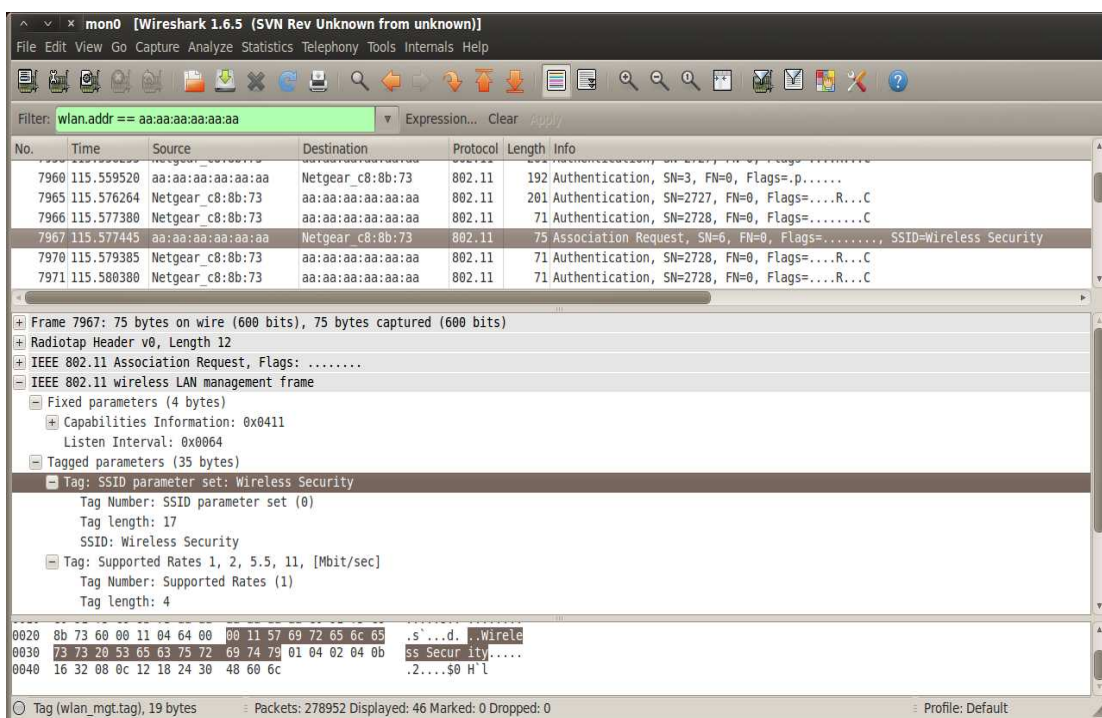 mon0 [Wireshark 1.6.5 (SVN Rev Unknown from unknown)]
File Edit View Go Capture Analyze Statistics Telephony Tools Internals Help
Filter: wlan.addr == aa:aa:aa:aa:aa:aa Expression... Clear Apply
No. Time Source Destination Protocol Length Info
7960 115.559520 aa:aa:aa:aa:aa:aa Netgear_c8:8b:73 802.11 192 Authentication, SN=3, FN=0, Flags=.p......
7965 115.576264 Netgear_c8:8b:73 aa:aa:aa:aa:aa:aa 802.11 201 Authentication, SN=2727, FN=0, Flags=....R...C
7966 115.577380 Netgear_c8:8b:73 aa:aa:aa:aa:aa:aa 802.11 71 Authentication, SN=2728, FN=0, Flags=........C
7967 115.577445 aa:aa:aa:aa:aa:aa Netgear_c8:8b:73 802.11 75 Association Request, SN=6, FN=0, Flags=........, SSID=Wireless Security
7970 115.579385 Netgear_c8:8b:73 aa:aa:aa:aa:aa:aa 802.11 71 Authentication, SN=2728, FN=0, Flags=....R...C
7971 115.580380 Netgear_c8:8b:73 aa:aa:aa:aa:aa:aa 802.11 71 Authentication, SN=2728, FN=0, Flags=....R...C
Frame 7967: 75 bytes on wire (600 bits), 75 bytes captured (600 bits)
Radiotap Header v0, Length 12
IEEE 802.11 Association Request, Flags: ........
IEEE 802.11 wireless LAN management frame
Fixed parameters (4 bytes)
Capabilities Information: 0x0411
Listen Interval: 0x0064
Tagged parameters (35 bytes)
Tag: SSID parameter set: Wireless Security
Tag Number: SSID parameter set (0)
Tag length: 17
SSID: Wireless Security
Tag: Supported Rates 1, 2, 5.5, 11, [Mbit/sec]
Tag Number: Supported Rates (1)
Tag length: 4
0020 8b 73 60 00 11 04 64 00 00 11 57 69 72 65 6c 65 .s`...d. ..Wirele
0030 73 73 20 53 65 63 75 72 69 74 79 01 04 02 04 0b ss Secur ity.....
0040 16 32 08 0c 12 18 24 30 48 60 6c .2....$0 H`l
Tag (wlan_mgt.tag), 19 bytes Packets: 278952 Displayed: 46 Marked: 0 Dropped: 0 Profile: Default